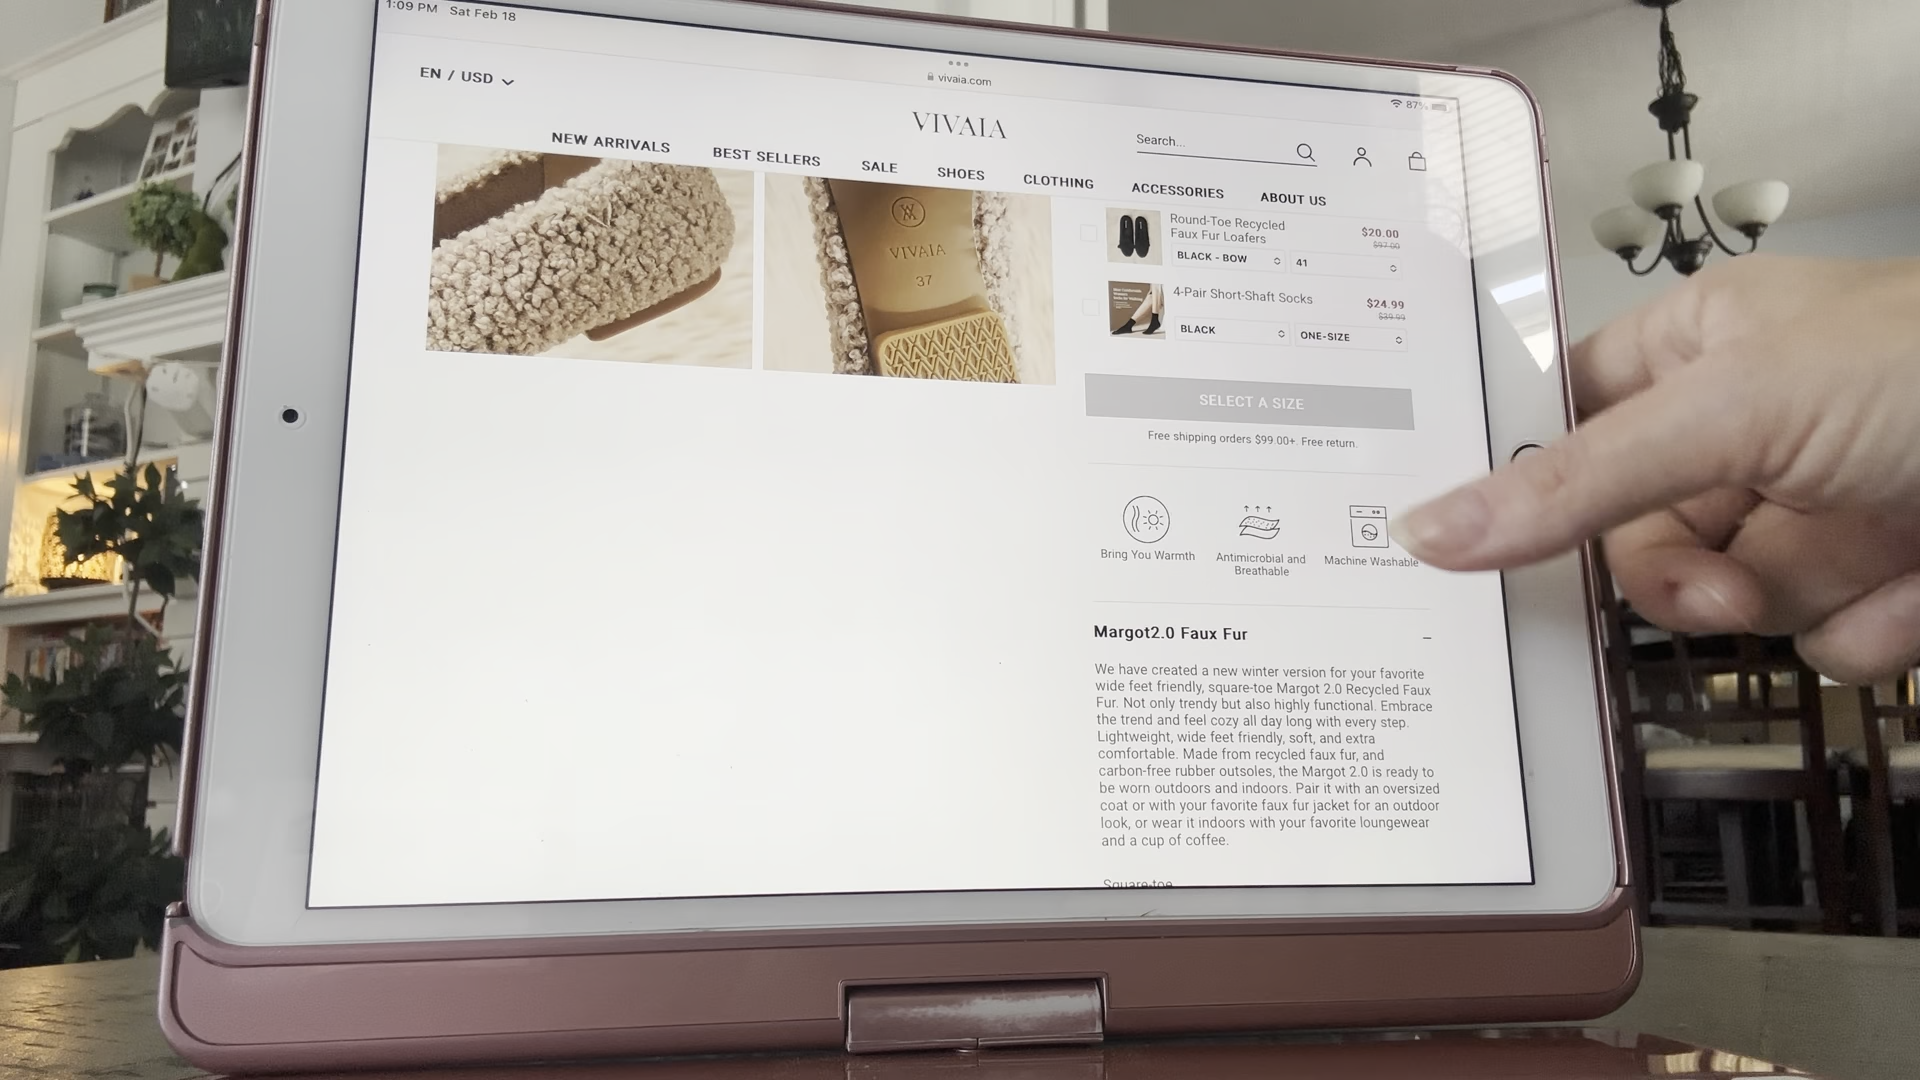 1:09 PM Sat Feb 18
vivaia.com
87%
EN / USD
VIVAIA
Search...
NEW ARRIVALS
BEST SELLERS
SALE
SHOES
CLOTHING
ACCESSORIES
ABOUT US
VIVAIA
37
Round-Toe Recycled
Faux Fur Loafers
$20.00
$97.00
BLACK - BOW
41
4-Pair Short-Shaft Socks
$24.99
$39.99
BLACK
ONE-SIZE
SELECT A SIZE
Free shipping orders $99.00+. Free return.
Bring You Warmth
Antimicrobial and
Breathable
Machine Washable
Margot2.0 Faux Fur
We have created a new winter version for your favorite
wide feet friendly, square-toe Margot 2.0 Recycled Faux
Fur. Not only trendy but also highly functional. Embrace
the trend and feel cozy all day long with every step.
Lightweight, wide feet friendly, soft, and extra
comfortable. Made from recycled faux fur, and
carbon-free rubber outsoles, the Margot 2.0 is ready to
be worn outdoors and indoors. Pair it with an oversized
coat or with your favorite faux fur jacket for an outdoor
look, or wear it indoors with your favorite loungewear
and a cup of coffee.
Square-toe